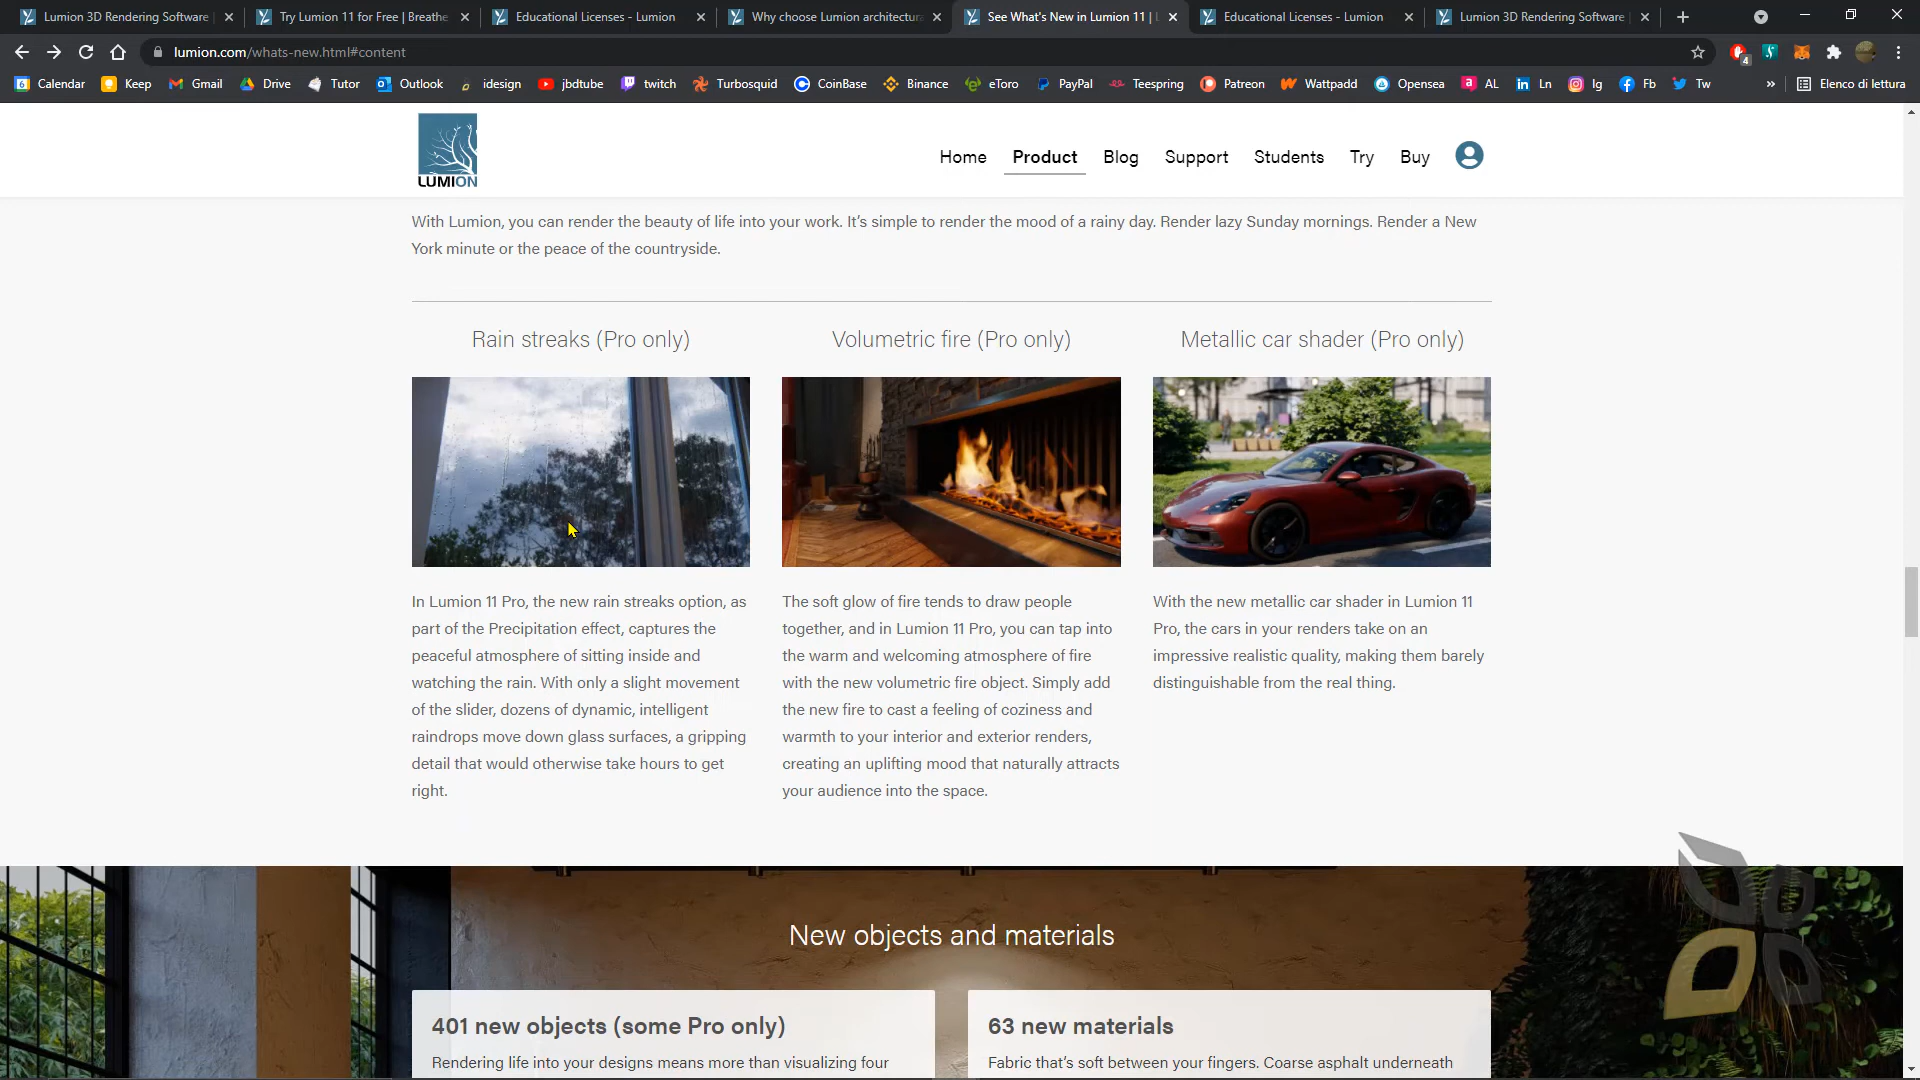 Lumion 3D Rendering Software |
Try Lumion 11 for Free | Breathe
Educational Licenses - Lumion
Why choose Lumion architectura
See What's New in Lumion 11 | L
Educational Licenses - Lumion
Lumion 3D Rendering Software |
lumion.com/whats-new.html#content
4
6 Calendar Keep Gmail Drive Tutor Outlook idesign jbdtube twitch Turbosquid CoinBase Binance eToro PayPal Teespring Patreon Wattpadd Opensea a AL in Ln Ig Fb Tw » Elenco di lettura
LUMION
Home Product Blog Support Students Try Buy
With Lumion, you can render the beauty of life into your work. It's simple to render the mood of a rainy day. Render lazy Sunday mornings. Render a New
York minute or the peace of the countryside.
Rain streaks (Pro only)
In Lumion 11 Pro, the new rain streaks option, as
part of the Precipitation effect, captures the
peaceful atmosphere of sitting inside and
watching the rain. With only a slight movement
of the slider, dozens of dynamic, intelligent
raindrops move down glass surfaces, a gripping
detail that would otherwise take hours to get
right.
Volumetric fire (Pro only)
The soft glow of fire tends to draw people
together, and in Lumion 11 Pro, you can tap into
the warm and welcoming atmosphere of fire
with the new volumetric fire object. Simply add
the new fire to cast a feeling of coziness and
warmth to your interior and exterior renders,
creating an uplifting mood that naturally attracts
your audience into the space.
Metallic car shader (Pro only)
With the new metallic car shader in Lumion 11
Pro, the cars in your renders take on an
impressive realistic quality, making them barely
distinguishable from the real thing.
New objects and materials
401 new objects (some Pro only)
Rendering life into your designs means more than visualizing four
63 new materials
Fabric that's soft between your fingers. Coarse asphalt underneath